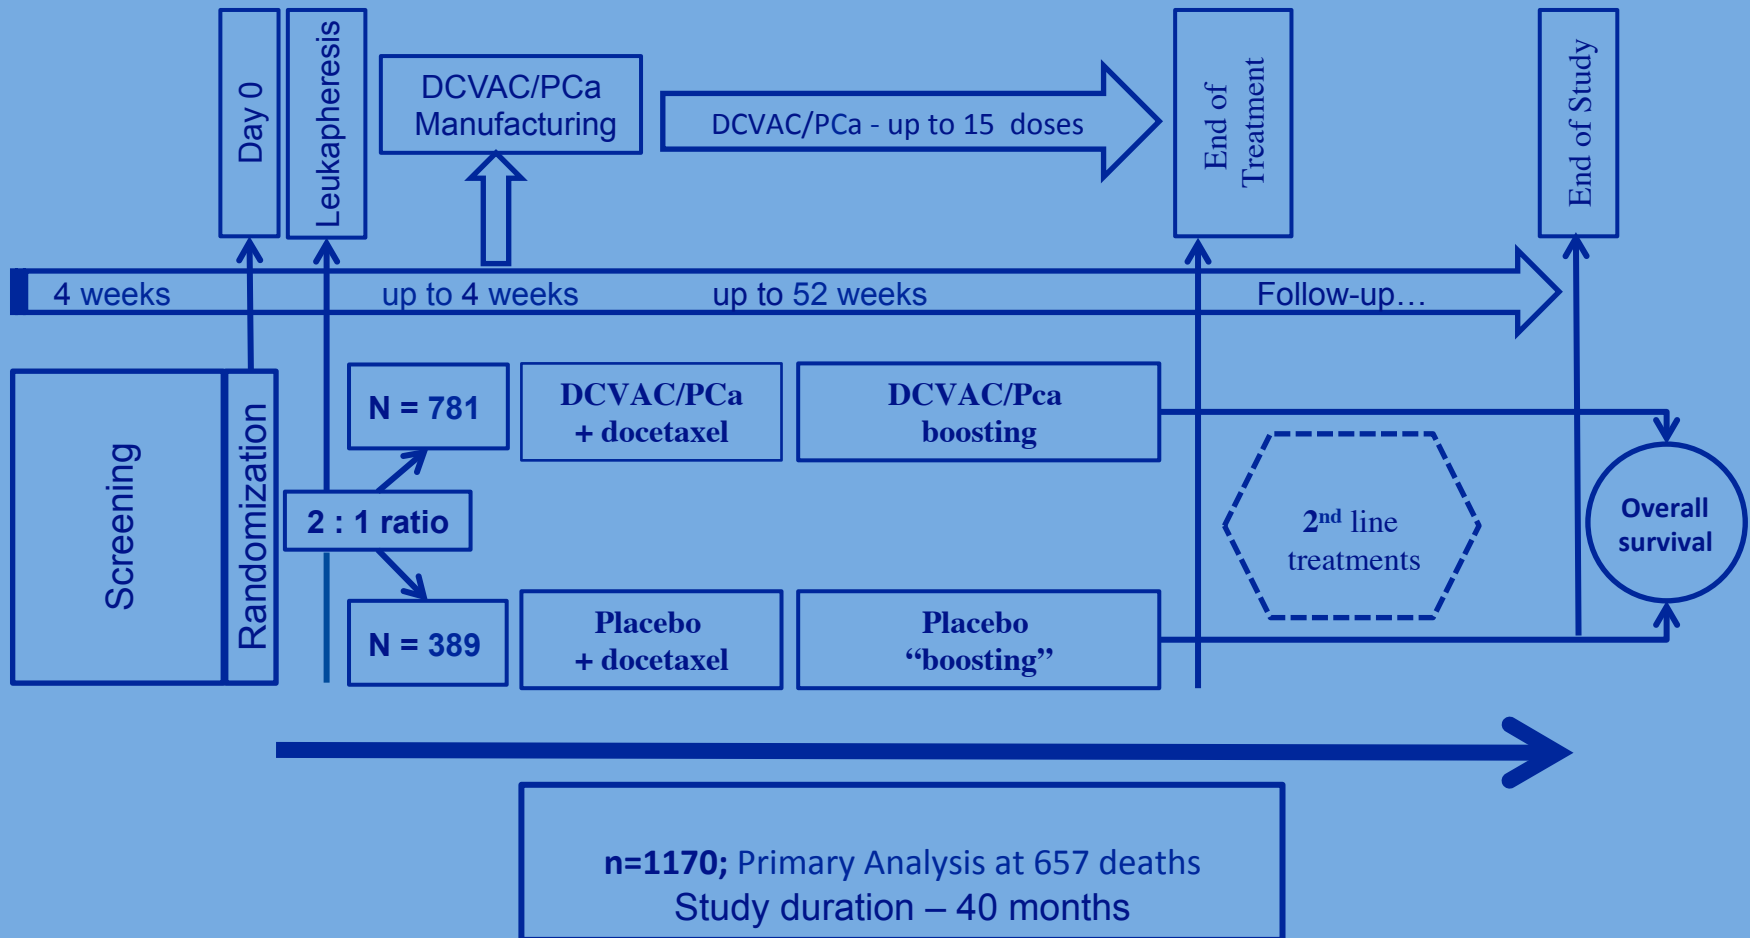 Day 0
Leukapheresis
DCVAC/PCa
Manufacturing
DCVAC/PCa - up to 15 doses
End of
Treatment
End of Study
4 weeks
up to 4 weeks
up to 52 weeks
Follow-up…
Screening
Randomization
N = 781
DCVAC/PCa
+ docetaxel
DCVAC/Pca
boosting
2 : 1 ratio
2nd line
treatments
Overall
survival
N = 389
Placebo
+ docetaxel
Placebo
“boosting”
n=1170; Primary Analysis at 657 deaths
Study duration – 40 months